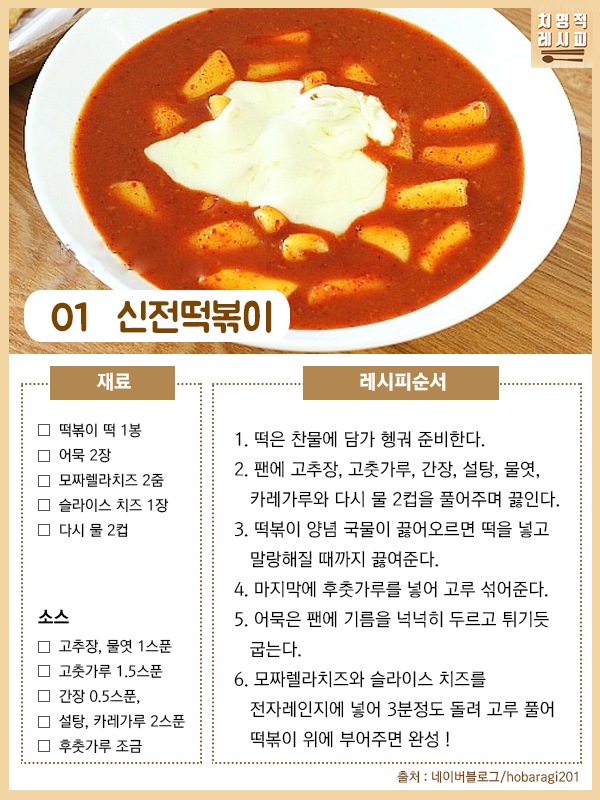 치명적
레시피
01 신전떡볶이
재료
떡볶이 떡 1봉
어묵 2장
모짜렐라치즈 2줌
슬라이스 치즈 1장
다시 물 2컵
소스
고추장, 물엿 1스푼
고춧가루 1.5스푼
간장 0.5스푼,
설탕, 카레가루 2스푼
후춧가루 조금
레시피순서
1. 떡은 찬물에 담가 헹궈 준비한다.
2. 팬에 고추장, 고춧가루, 간장, 설탕, 물엿,
카레가루와 다시 물 2컵을 풀어주며 끓인다.
3. 떡볶이 양념 국물이 끓어오르면 떡을 넣고
말랑해질 때까지 끓여준다.
4. 마지막에 후춧가루를 넣어 고루 섞어준다.
5. 어묵은 팬에 기름을 넉넉히 두르고 튀기듯
굽는다.
6. 모짜렐라치즈와 슬라이스 치즈를
전자레인지에 넣어 3분정도 돌려 고루 풀어
떡볶이 위에 부어주면 완성 !
출처 : 네이버블로그/hobaragi201